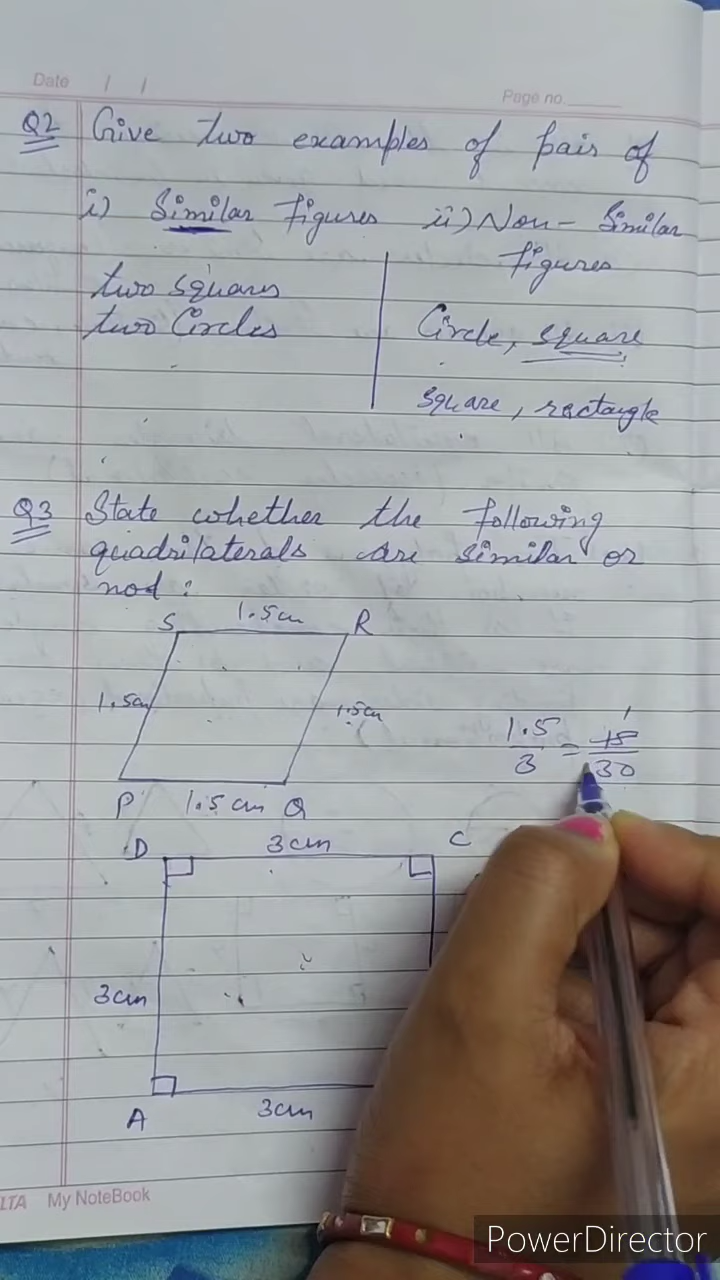 Date / /
Page no.
Q2 Give two examples of pair of
i) Similar figures ii) Non-Similar figures
two squares
two Circles
Circle, square
square, rectangle
Q3 State whether the following
quadrilaterals are similar or
not :
S 1.5cm R
1.5cm
1.5cm
P 1.5cm Q
1.5/3 = 15/30
1
D 3cm C
3cm
A 3cm
LTA My NoteBook
PowerDirector